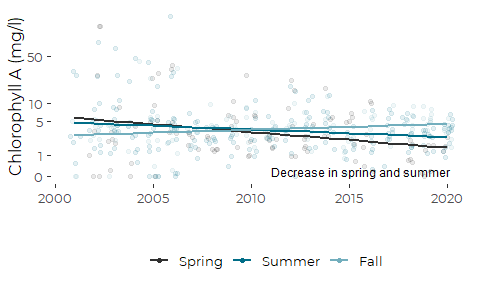 Chlorophyll A (mg/l)
50
10
5
1
0
Decrease in spring and summer
2000 2005 2010 2015 2020
Spring Summer Fall